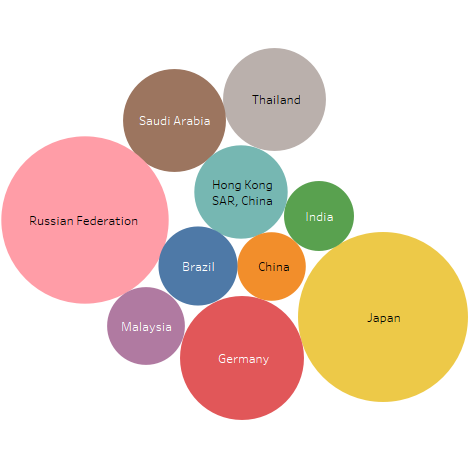 Thailand
Saudi Arabia
Hong Kong
SAR, China
India
Russian Federation
Brazil
China
Japan
Malaysia
Germany